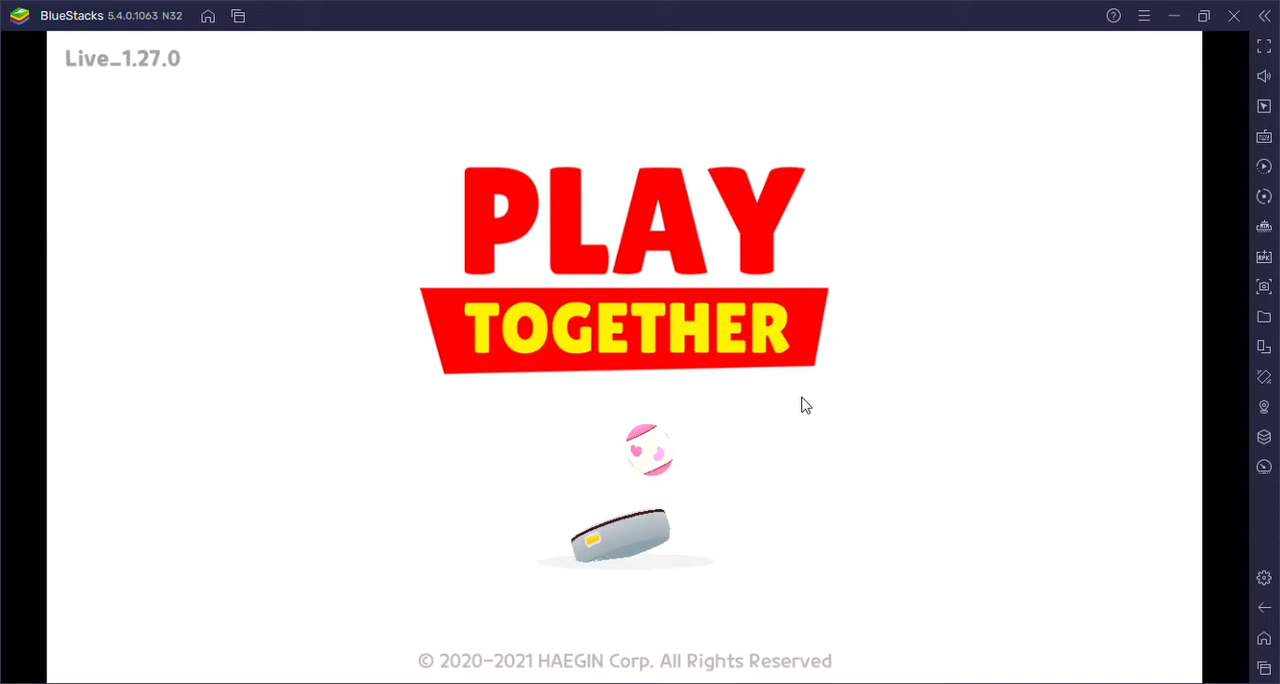 BlueStacks 5.4.0.1063 N32
Live_1.27.0
PLAY
TOGETHER
© 2020-2021 HAEGIN Corp. All Rights Reserved